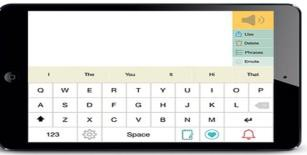 Use
Delete
Phrases
Emote
I The You It Hi That
Q W E R T Y U I O P
A S D F G H J K L
Z X C V B N M
123 Space